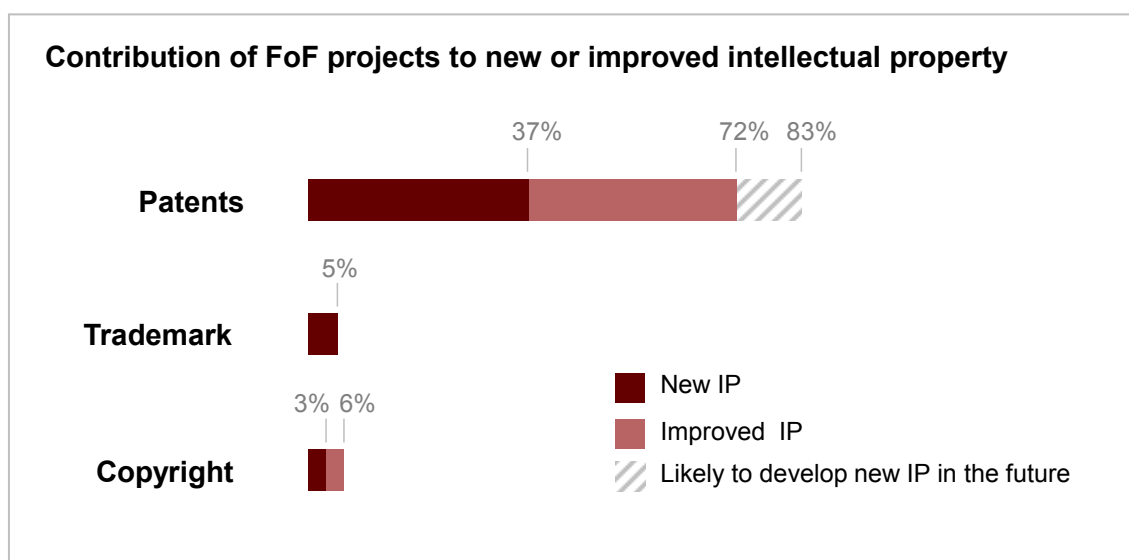 Contribution of FoF projects to new or improved intellectual property
37% 72% 83%
Patents
5%
Trademark
3% 6%
Copyright
New IP
Improved IP
Likely to develop new IP in the future